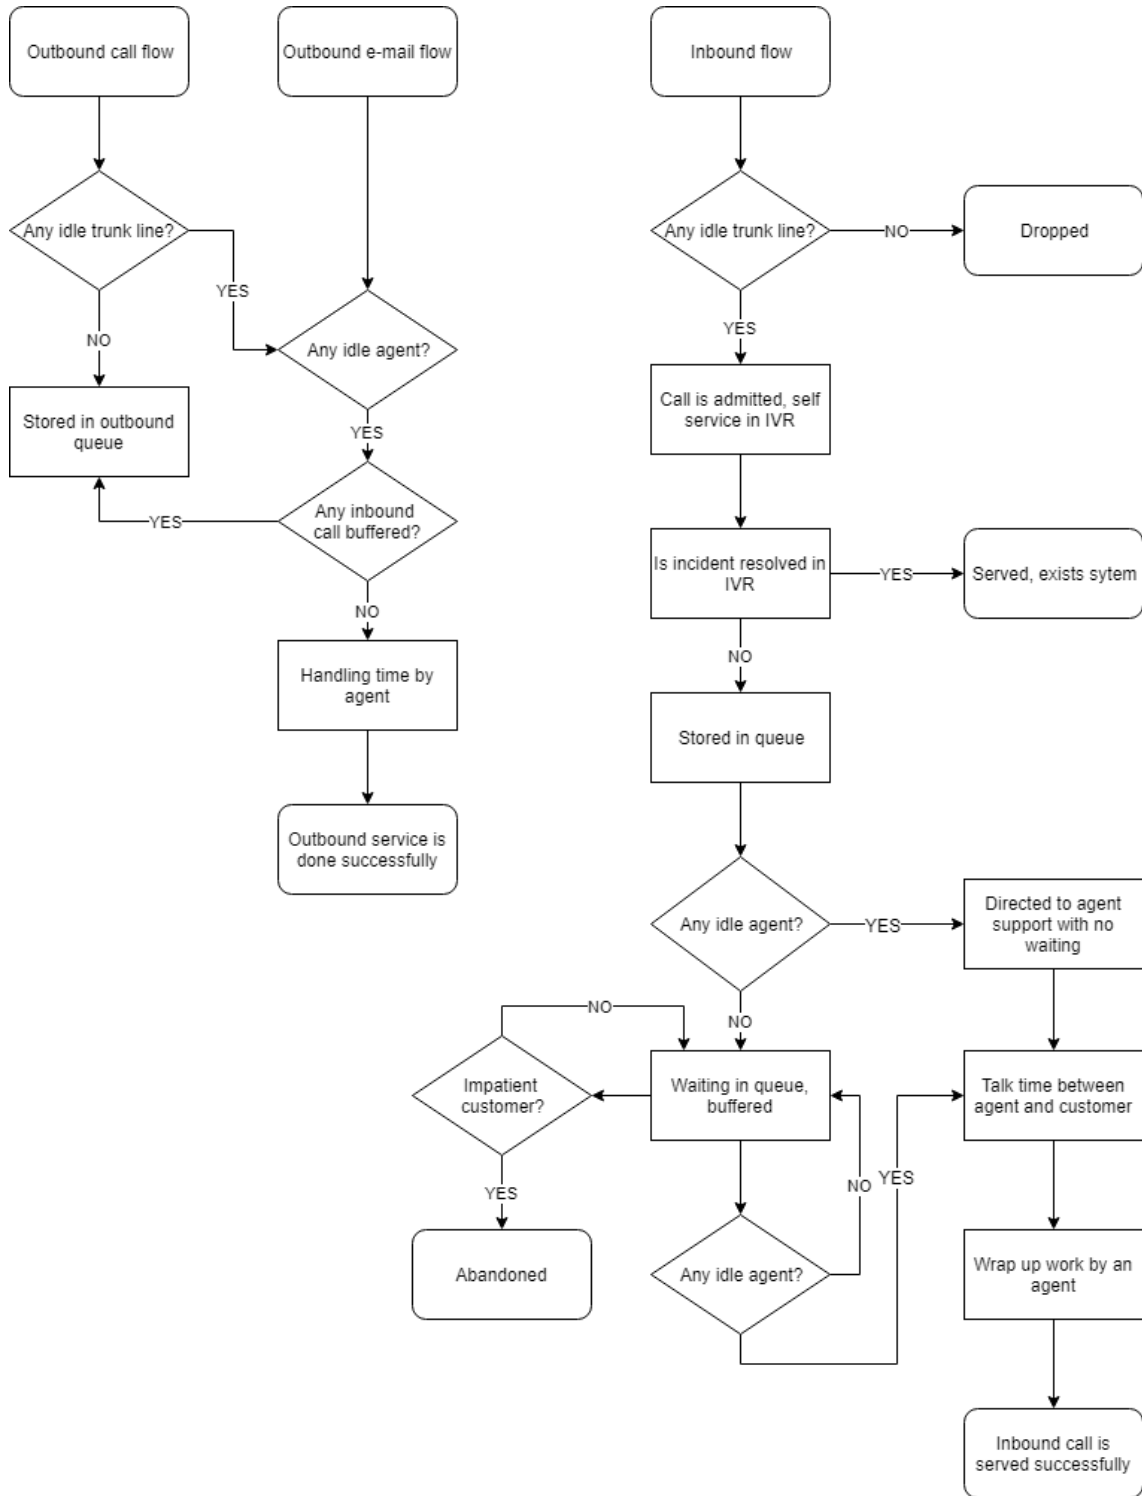 Outbound call flow
Outbound e-mail flow
Inbound flow
Any idle trunk line?
Any idle trunk line?
NO
Dropped
YES
YES
NO
Any idle agent?
Call is admitted, self
service in IVR
Stored in outbound
queue
YES
YES
Any inbound
call buffered?
Is incident resolved in
IVR
YES
Served, exists sytem
NO
NO
Handling time by
agent
Stored in queue
Outbound service is
done successfully
Any idle agent?
YES
Directed to agent
support with no
waiting
NO
NO
Impatient
customer?
Waiting in queue,
buffered
Talk time between
agent and customer
YES
NO
YES
Abandoned
Any idle agent?
Wrap up work by an
agent
Inbound call is
served successfully